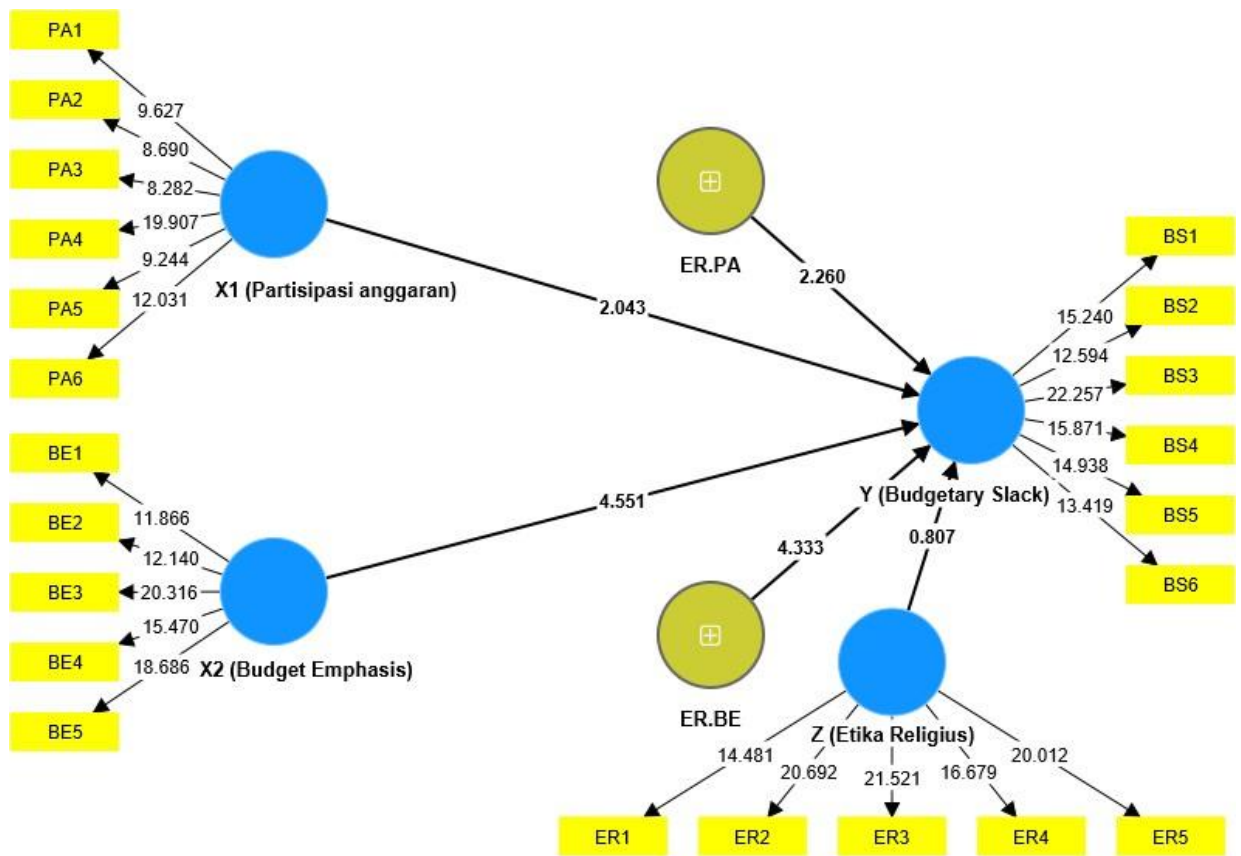 PA1
PA2
PA3
PA4
PA5
PA6
9.627
8.690
8.282
19.907
9.244
12.031
X1 (Partisipasi anggaran)
BE1
BE2
BE3
BE4
BE5
11.866
12.140
20.316
15.470
18.686
X2 (Budget Emphasis)
2.043
4.551
ER.PA
2.260
ER.BE
4.333
0.807
Y (Budgetary Slack)
15.240
12.594
22.257
15.871
14.938
13.419
BS1
BS2
BS3
BS4
BS5
BS6
Z (Etika Religius)
14.481
20.692
21.521
16.679
20.012
ER1
ER2
ER3
ER4
ER5